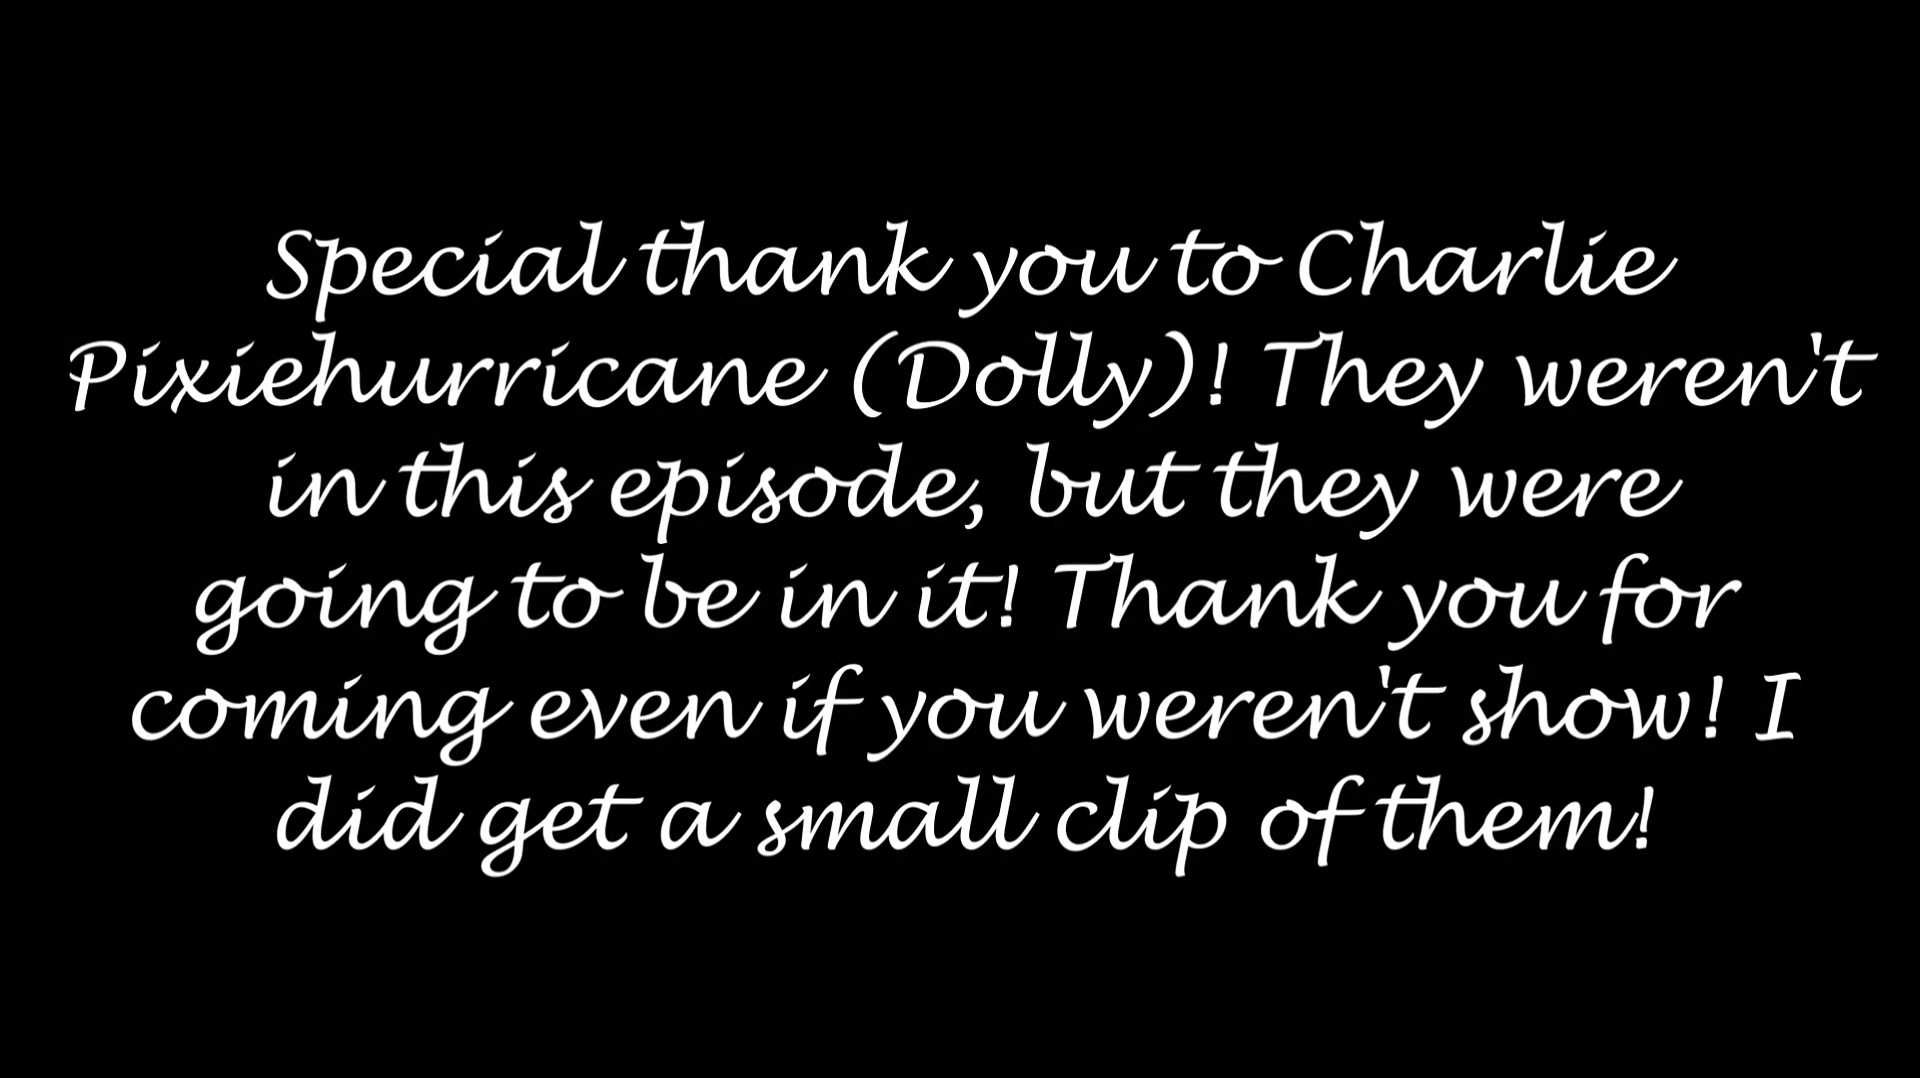 Special thank you to Charlie
Pixiehurricane (Dolly)! They weren't
in this episode, but they were
going to be in it! Thank you for
coming even if you weren't show! I
did get a small clip of them!